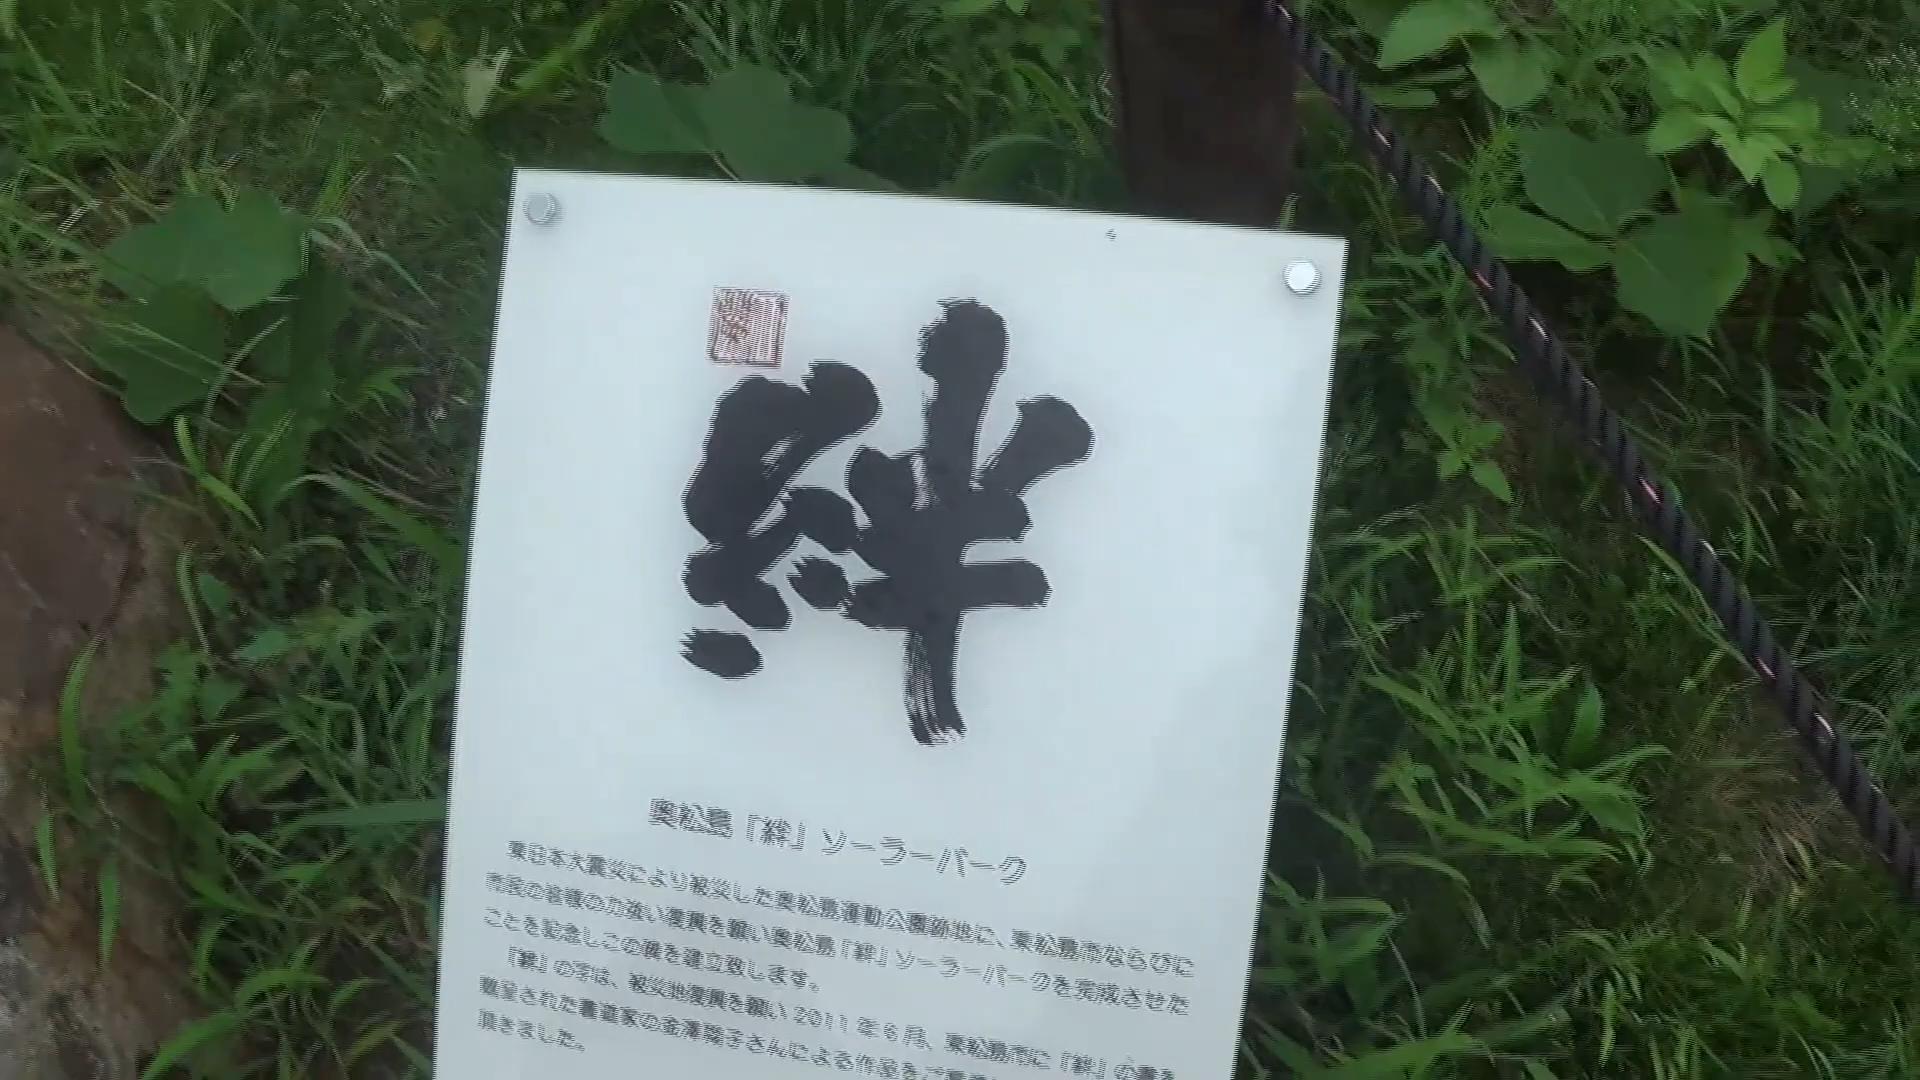 絆
奥松島「絆」ソーラーパーク
東日本大震災により被災した奥松島運動公園跡地に、東松島市ならびに
市民の皆様の力強い復興を願い奥松島「絆」ソーラーパークを完成させた
ことを記念しこの碑を建立致します。
「絆」の字は、被災地復興を願い 2011 年 6 月、東松島市に「絆」の書を
贈呈された書道家の金澤陽子さんによる作品を
頂きました。